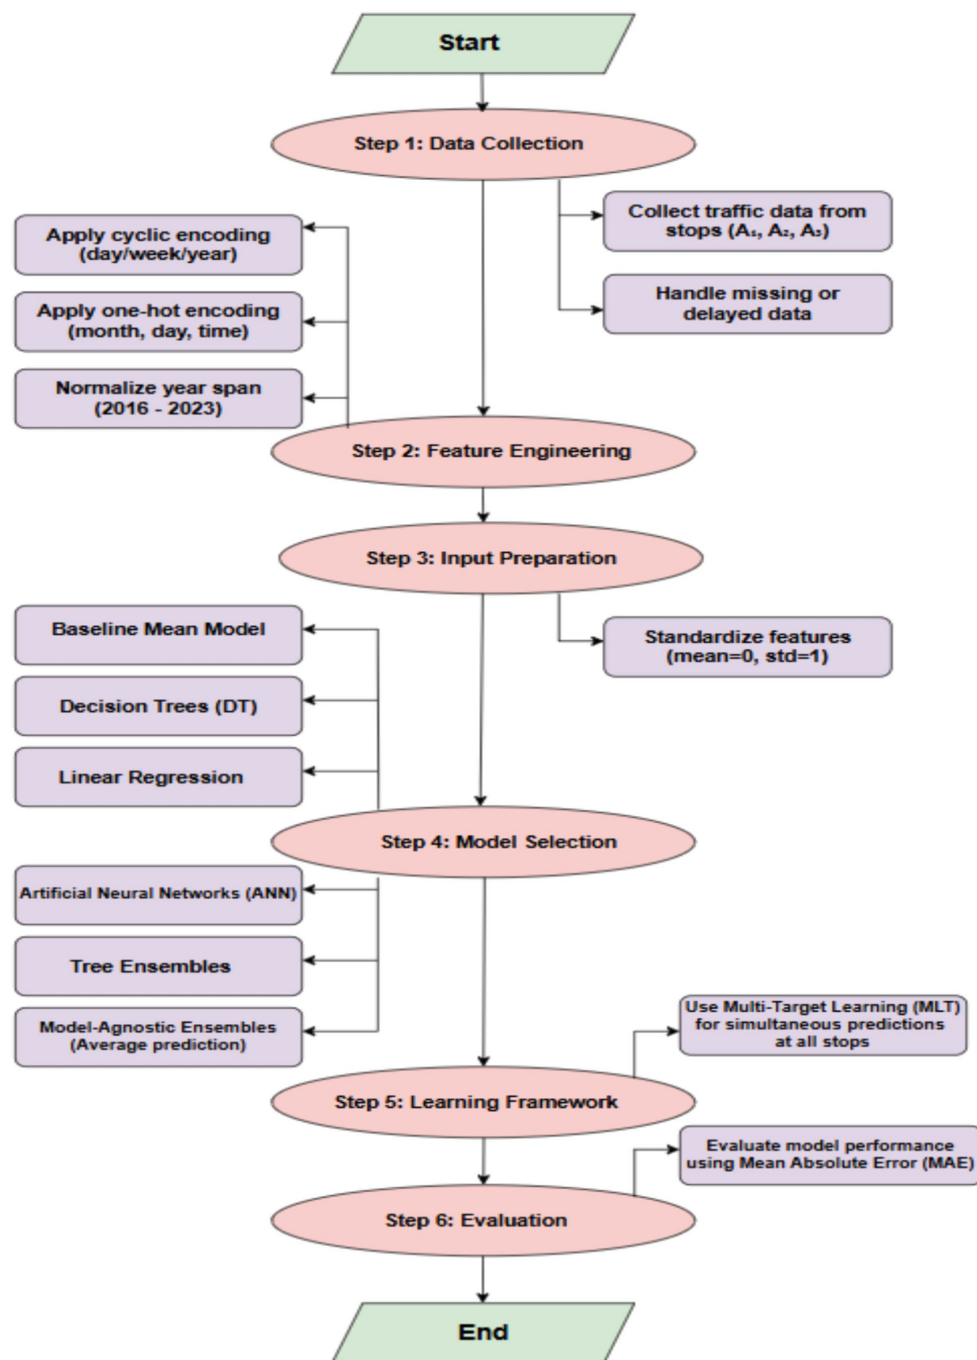 Start
Step 1: Data Collection
Collect traffic data from
stops (A₁, A₂, A₃)
Handle missing or
delayed data
Apply cyclic encoding
(day/week/year)
Apply one-hot encoding
(month, day, time)
Normalize year span
(2016 - 2023)
Step 2: Feature Engineering
Step 3: Input Preparation
Standardize features
(mean=0, std=1)
Baseline Mean Model
Decision Trees (DT)
Linear Regression
Step 4: Model Selection
Artificial Neural Networks (ANN)
Tree Ensembles
Model-Agnostic Ensembles
(Average prediction)
Use Multi-Target Learning (MLT)
for simultaneous predictions
at all stops
Step 5: Learning Framework
Evaluate model performance
using Mean Absolute Error (MAE)
Step 6: Evaluation
End